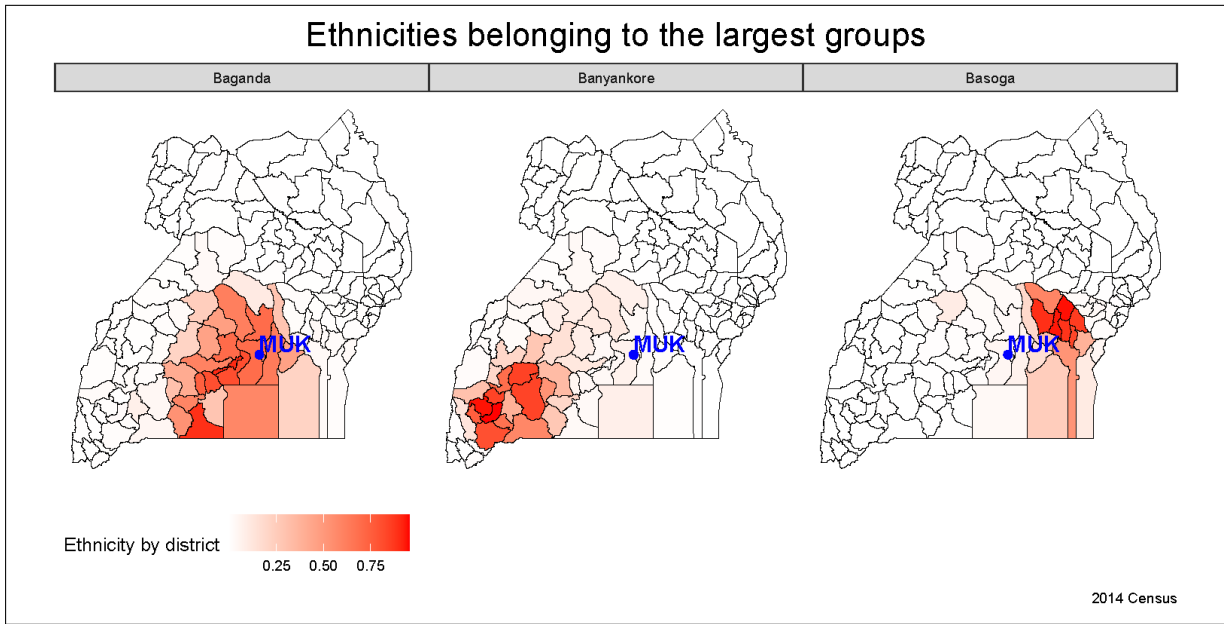 Ethnicities belonging to the largest groups
Baganda
Banyankore
Basoga
MUK
MUK
MUK
Ethnicity by district
0.25 0.50 0.75
2014 Census